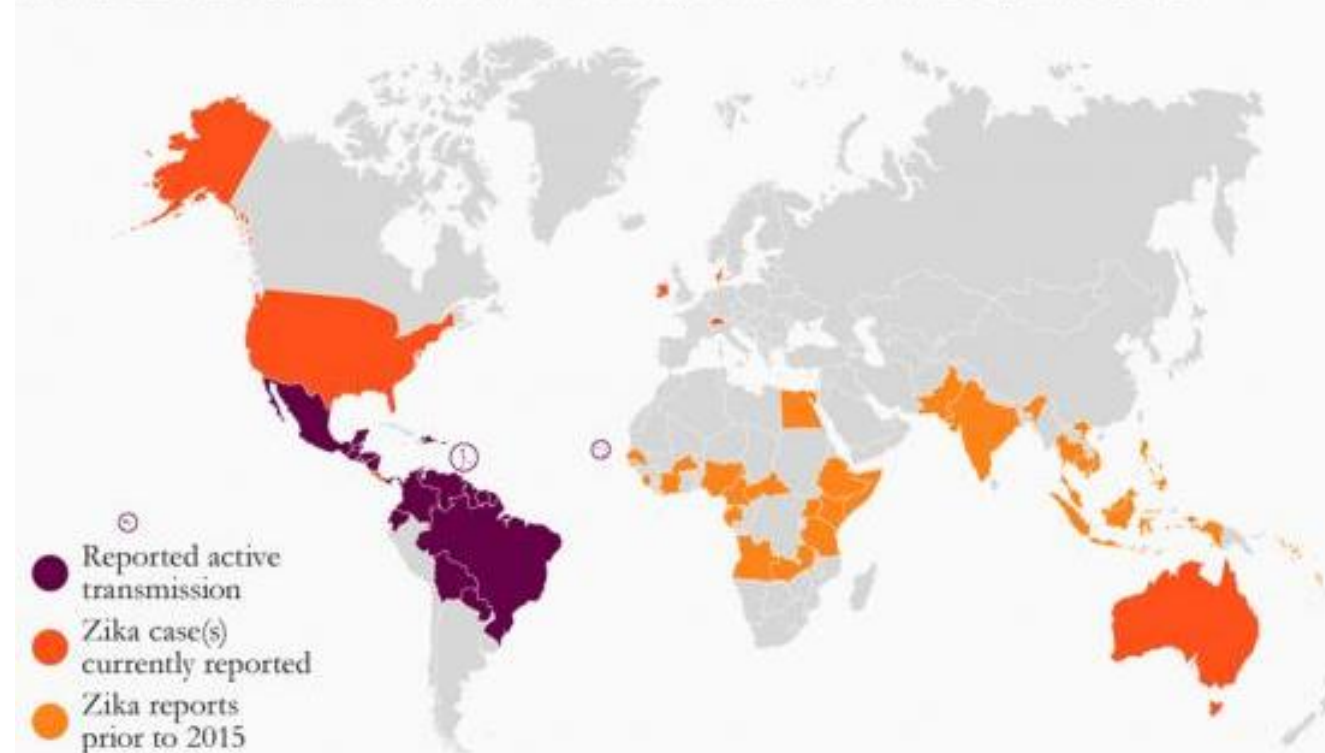 Reported active
transmission
Zika case(s)
currently reported
Zika reports
prior to 2015